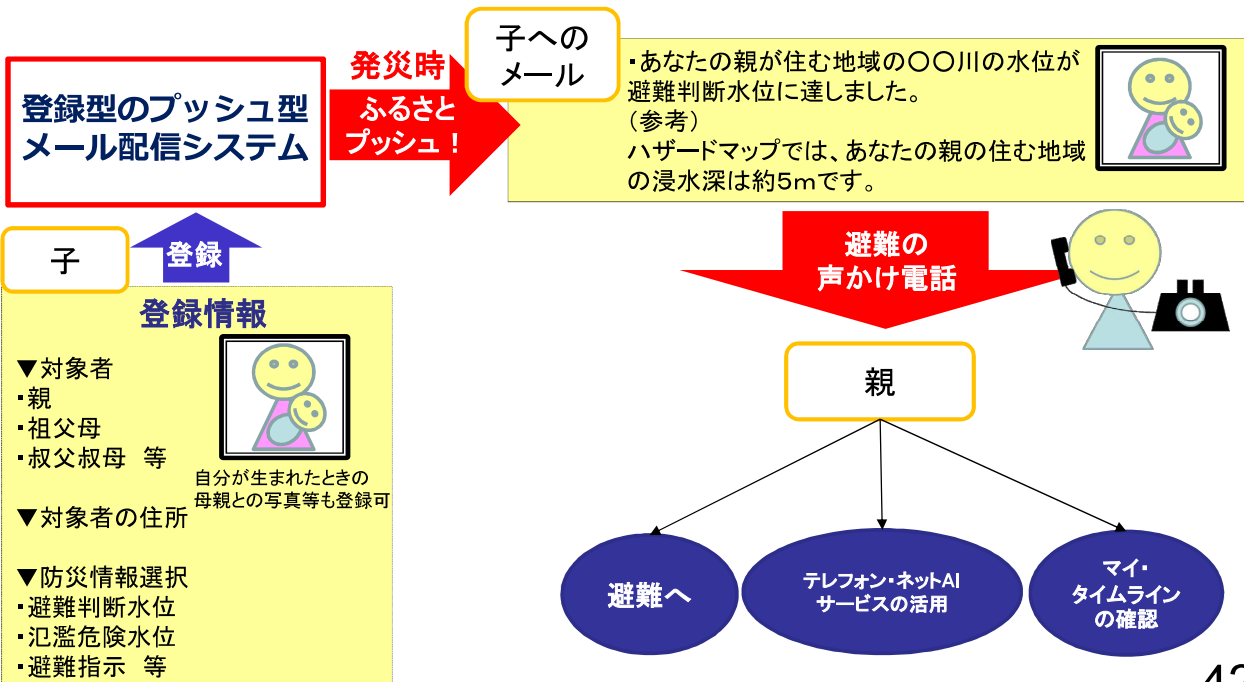 登録型のプッシュ型
メール配信システム
発災時
ふるさと
プッシュ！
子への
メール
・あなたの親が住む地域の〇〇川の水位が
避難判断水位に達しました。
（参考）
ハザードマップでは、あなたの親の住む地域
の浸水深は約５ｍです。
子
登録
登録情報
▼対象者
・親
・祖父母
・叔父叔母　等
自分が生まれたときの
母親との写真等も登録可
▼対象者の住所
▼防災情報選択
・避難判断水位
・氾濫危険水位
・避難指示　等
避難の
声かけ電話
親
避難へ
テレフォン・ネットAI
サービスの活用
マイ・
タイムライン
の確認